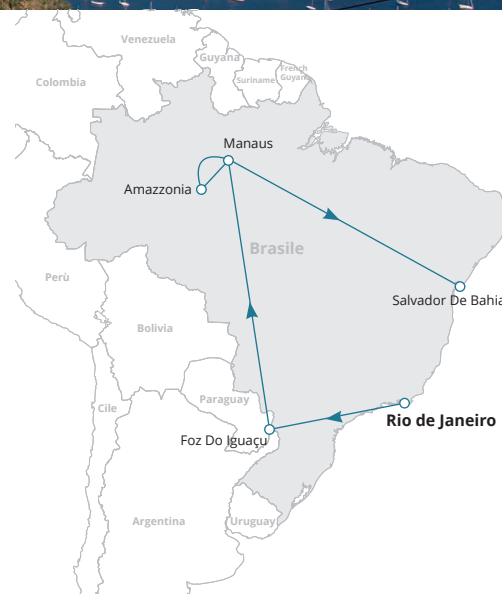 Venezuela
Guyana
French
Guyana
Suriname
Colombia
Manaus
Amazzonia
Brasile
Perù
Salvador De Bahia
Bolivia
Paraguay
Cile
Rio de Janeiro
Foz Do Iguaçu
Argentina
Uruguay